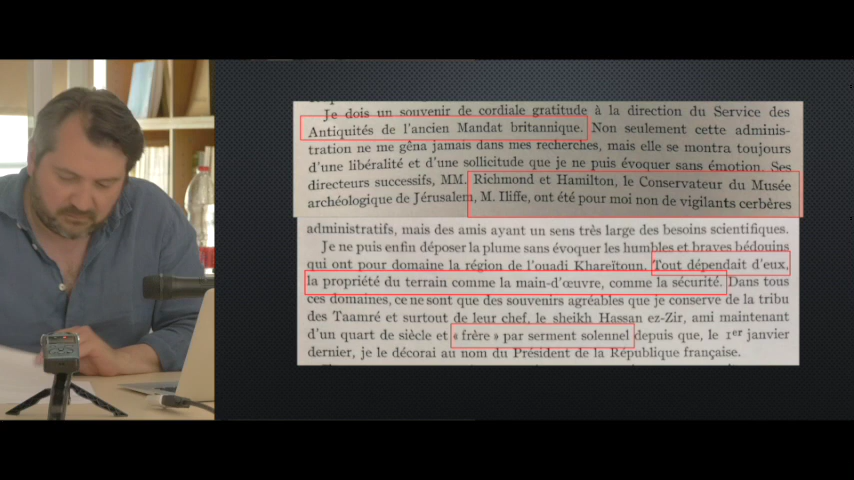 Je dois un souvenir de cordiale gratitude à la direction du Service des
Antiquités de l'ancien Mandat britannique. Non seulement cette adminis-
tration ne me gêna jamais dans mes recherches, mais elle se montra toujours
d'une libéralité et d'une sollicitude que je ne puis évoquer sans émotion. Ses
directeurs successifs, MM. Richmond et Hamilton, le Conservateur du Musée
archéologique de Jérusalem, M. Iliffe, ont été pour moi non de vigilants cerbères
administratifs, mais des amis ayant un sens très large des besoins scientifiques.
Je ne puis enfin déposer la plume sans évoquer les humbles et braves bédouins
qui ont pour domaine la région de l'ouadi Khareïtoun. Tout dépendait d'eux,
la propriété du terrain comme la main-d'œuvre, comme la sécurité. Dans tous
ces domaines, ce ne sont que des souvenirs agréables que je conserve de la tribu
des Taamré et surtout de leur chef, le sheikh Hassan ez-Zir, ami maintenant
d'un quart de siècle et « frère » par serment solennel depuis que, le 1er janvier
dernier, je le décorai au nom du Président de la République française.